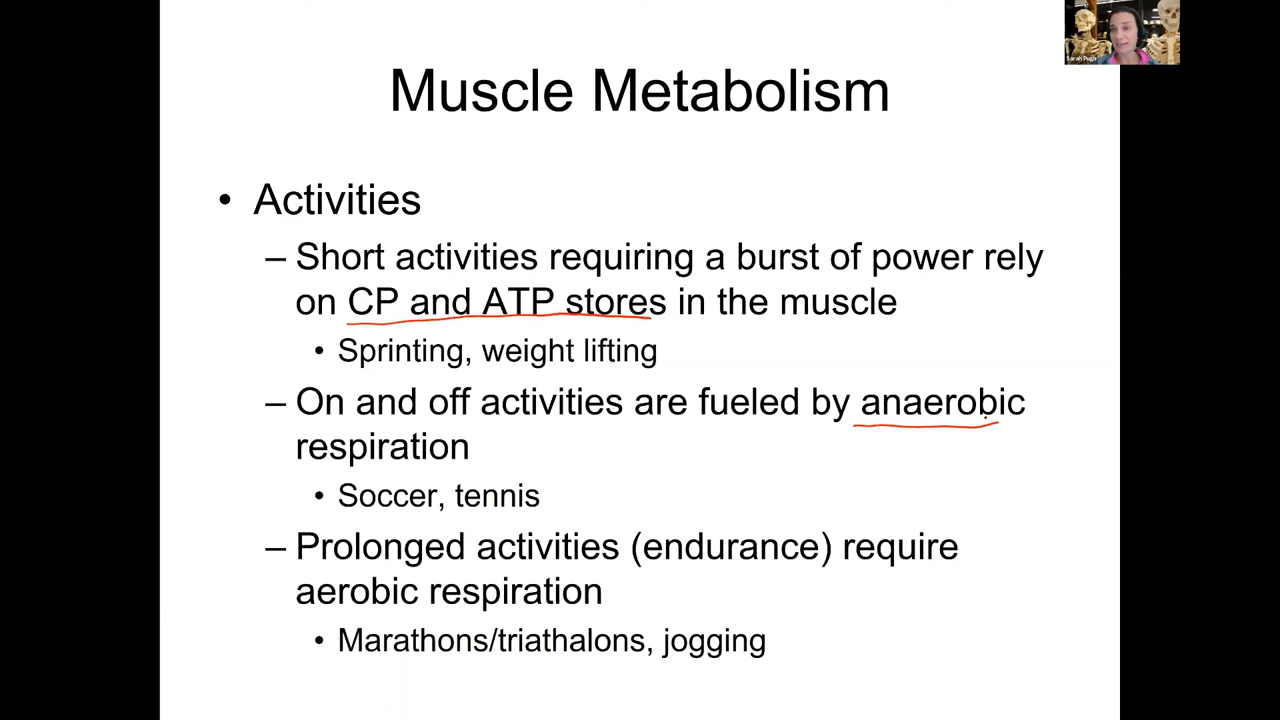 Sarah Pugh
Muscle Metabolism
• Activities
– Short activities requiring a burst of power rely
on CP and ATP stores in the muscle
• Sprinting, weight lifting
– On and off activities are fueled by anaerobic
respiration
• Soccer, tennis
– Prolonged activities (endurance) require
aerobic respiration
• Marathons/triathalons, jogging